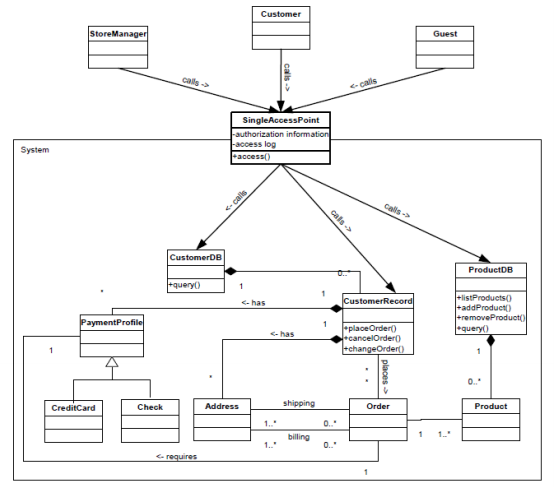 Customer
StoreManager
Guest
calls ->
calls ->
<- calls
SingleAccessPoint
-authorization information
-access log
+access()
System
<- calls
calls ->
calls ->
CustomerDB
+query()
1
0..*
ProductDB
+listProducts()
+addProduct()
+removeProduct()
+query()
*
<- has
1
CustomerRecord
+placeOrder()
+cancelOrder()
+changeOrder()
PaymentProfile
1
<- has
1
1
*
places ->
*
*
0..*
CreditCard
Check
Address
shipping
1..*
0..*
billing
1..*
0..*
Order
1
1..*
Product
<- requires
1